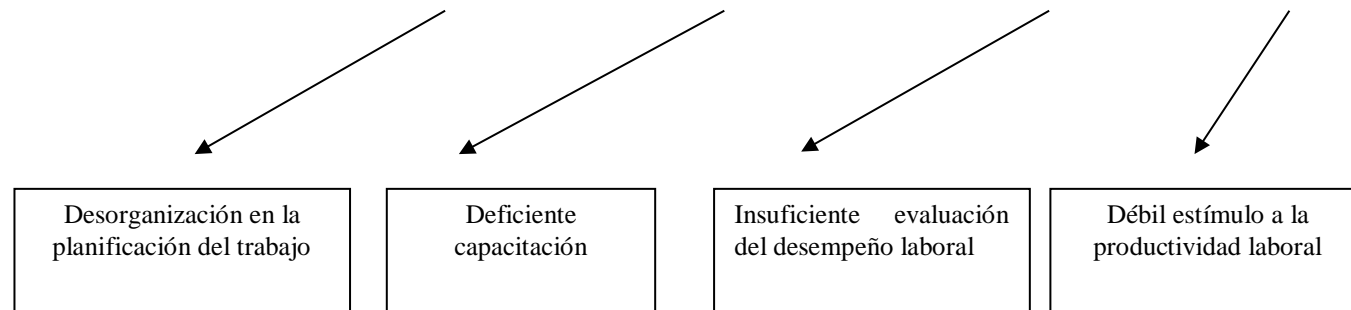 Desorganización en la
planificación del trabajo
Deficiente
capacitación
Insuficiente evaluación
del desempeño laboral
Débil estímulo a la
productividad laboral